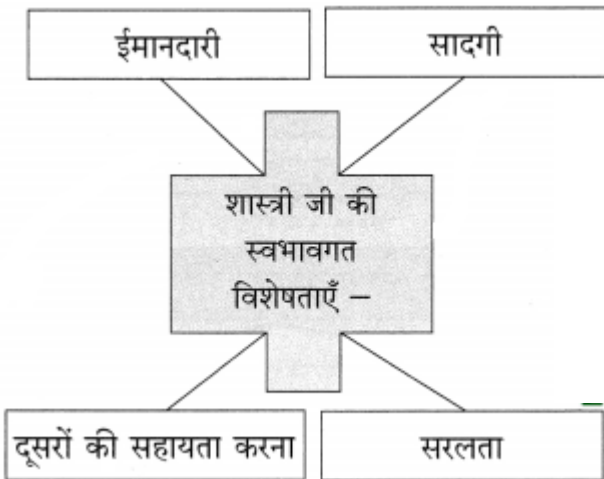 ईमानदारी
सादगी
शास्त्री जी की
स्वभावगत
विशेषताएँ –
दूसरों की सहायता करना
सरलता